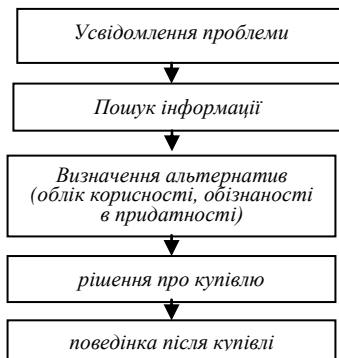 Усвідомлення проблеми
Пошук інформації
Визначення альтернатив
(облік корисності, обізнаності
в придатності)
рішення про купівлю
поведінка після купівлі